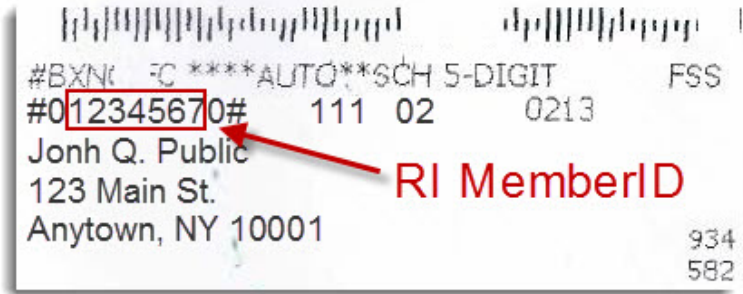 #BXN( FC ****AUTO**SCH 5-DIGIT FSS
#012345670# 111 02 0213
Jonh Q. Public
123 Main St.
RI MemberID
Anytown, NY 10001
934
582